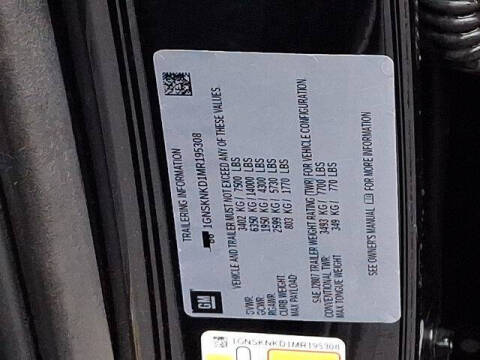 TRAILERING INFORMATION
1GNSKNKD1MR195308
VEHICLE AND TRAILER MUST NOT EXCEED ANY OF THESE VALUES.
GVWR: 3402 KG / 7500 LBS
GCWR: 6350 KG / 14000 LBS
RGAWR: 1950 KG / 4300 LBS
CURB WEIGHT: 2599 KG / 5730 LBS
MAX PAYLOAD: 803 KG / 1770 LBS
SAE J2807 TRAILER WEIGHT RATING (TWR) FOR VEHICLE CONFIGURATION.
CONVENTIONAL TWR: 3493 KG / 7700 LBS
MAX TONGUE WEIGHT: 349 KG / 770 LBS
SEE OWNER'S MANUAL FOR MORE INFORMATION
GM
1GNSKNKD1MR195308